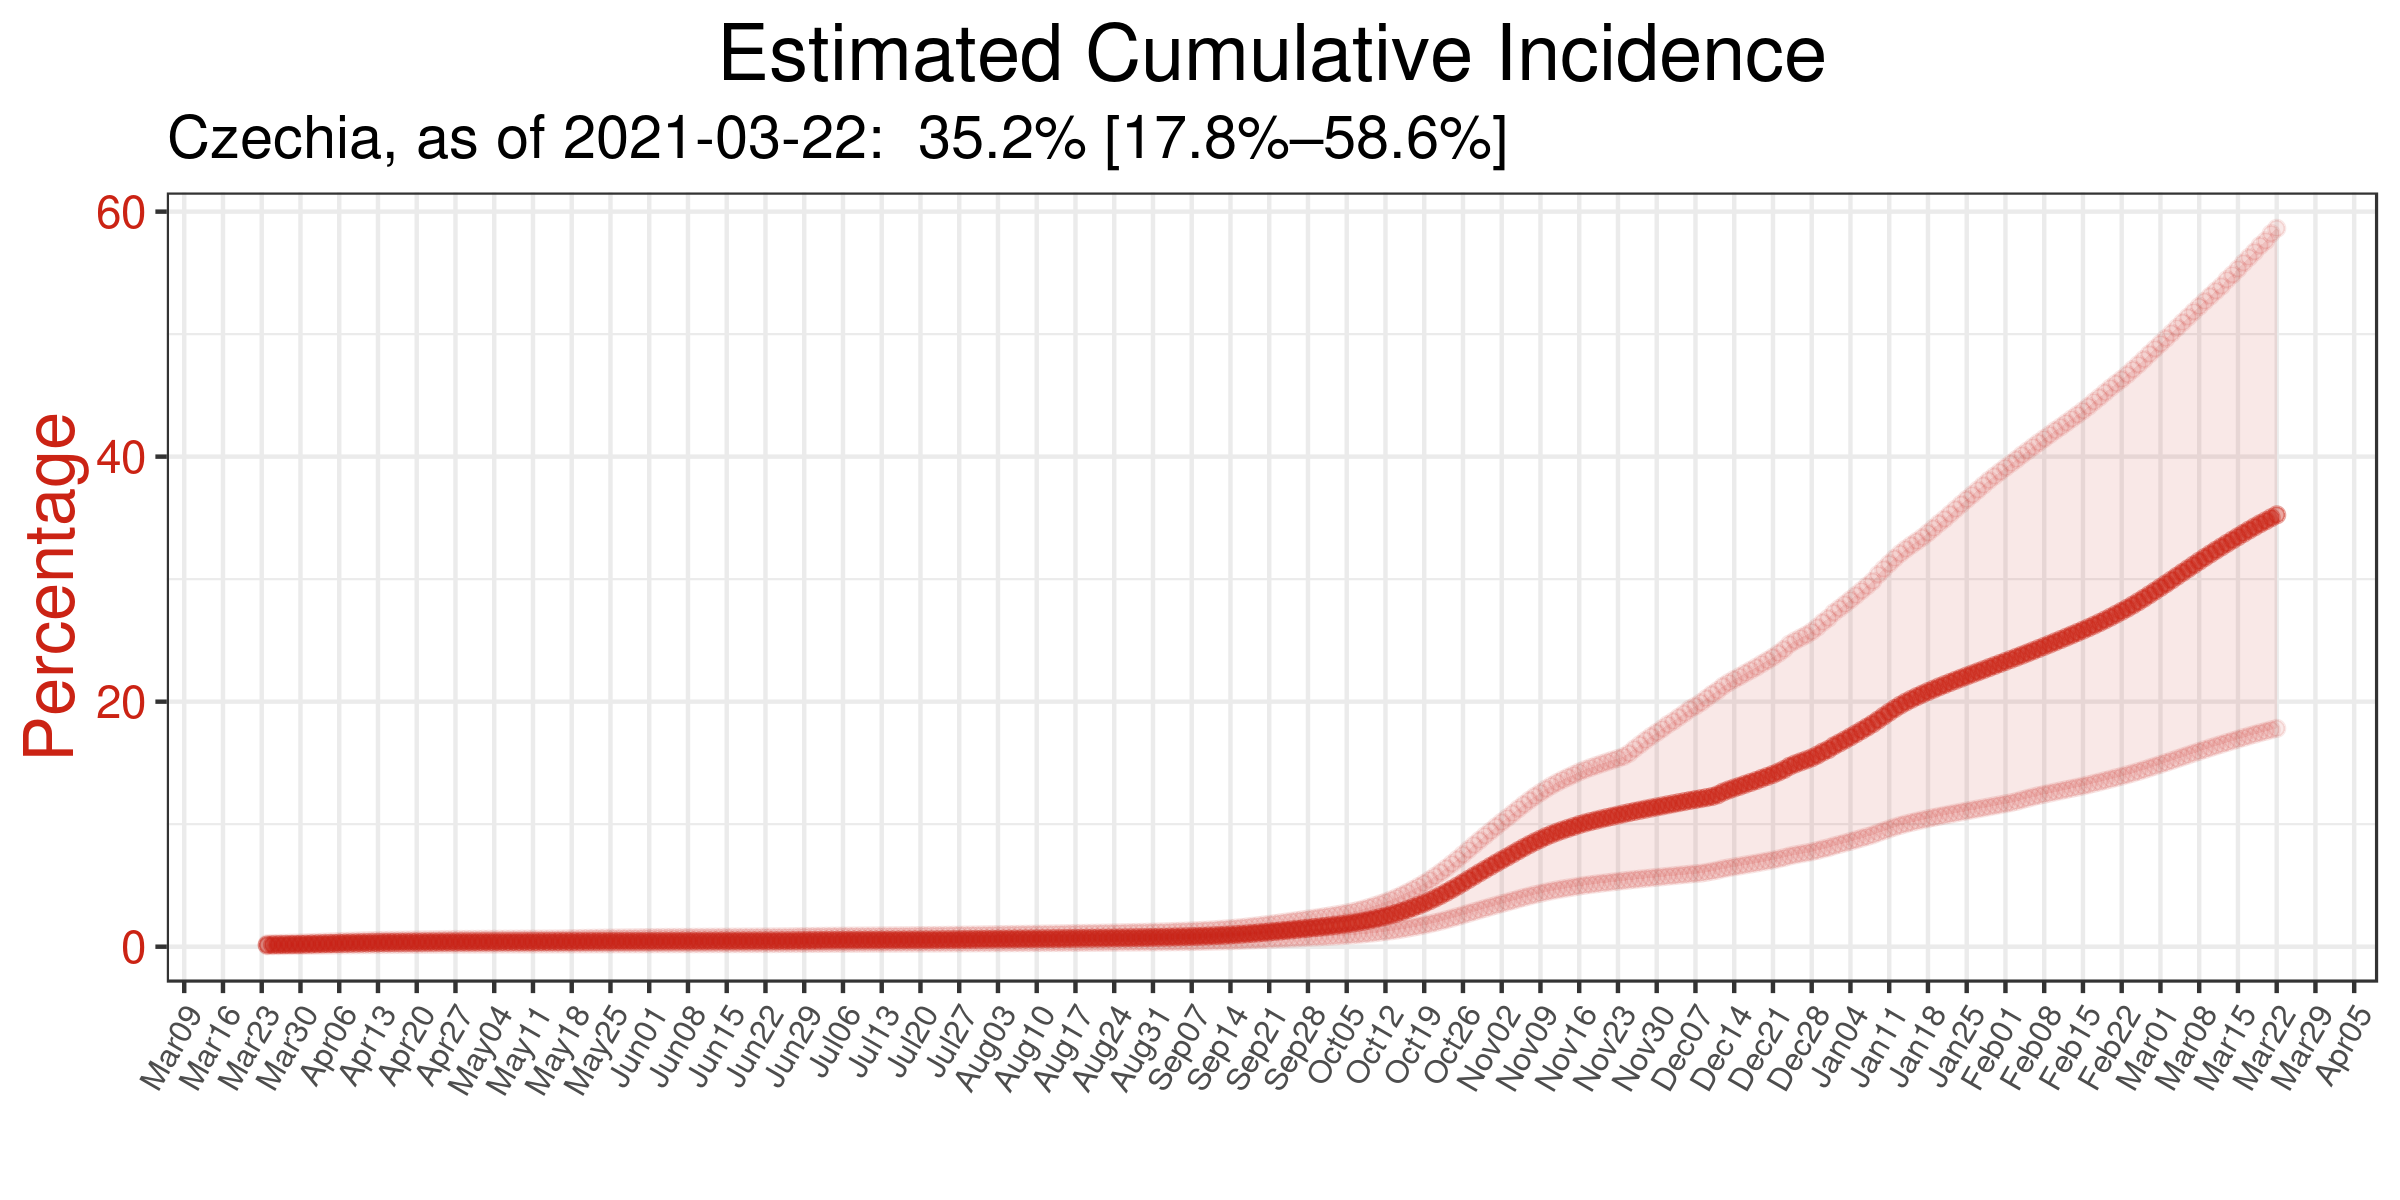 Estimated Cumulative Incidence
Czechia, as of 2021-03-22:  35.2% [17.8%–58.6%]
Percentage
60
40
20
0
Mar09
Mar16
Mar23
Mar30
Apr06
Apr13
Apr20
Apr27
May04
May11
May18
May25
Jun01
Jun08
Jun15
Jun22
Jun29
Jul06
Jul13
Jul20
Jul27
Aug03
Aug10
Aug17
Aug24
Aug31
Sep07
Sep14
Sep21
Sep28
Oct05
Oct12
Oct19
Oct26
Nov02
Nov09
Nov16
Nov23
Nov30
Dec07
Dec14
Dec21
Dec28
Jan04
Jan11
Jan18
Jan25
Feb01
Feb08
Feb15
Feb22
Mar01
Mar08
Mar15
Mar22
Mar29
Apr05